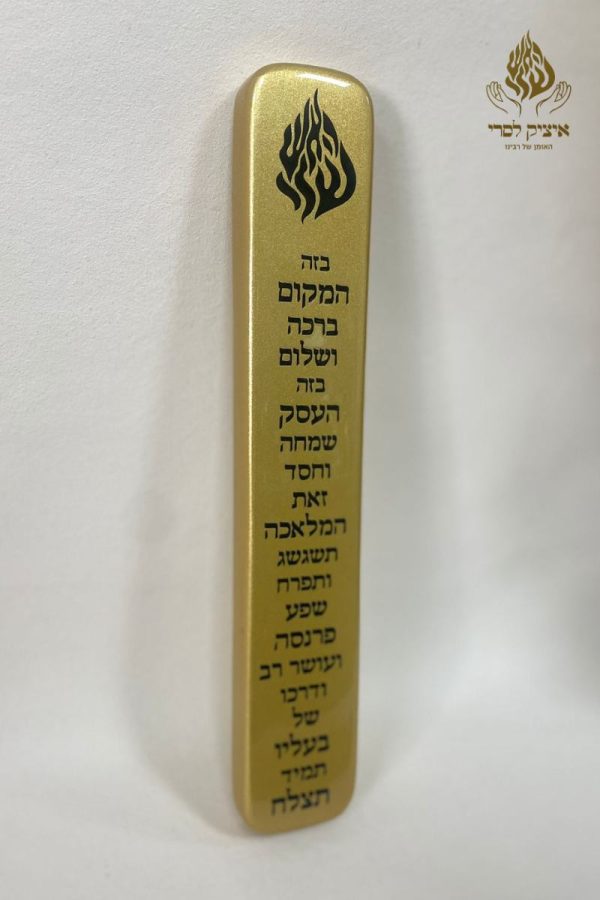 איציק לסרי
האומן של רבינו
בזה
המקום
ברכה
ושלום
בזה
העסק
שמחה
וחסד
זאת
המלאכה
תשגשג
ותפרח
שפע
פרנסה
ועושר רב
ודרכו
של
בעליו
תמיד
תצלח